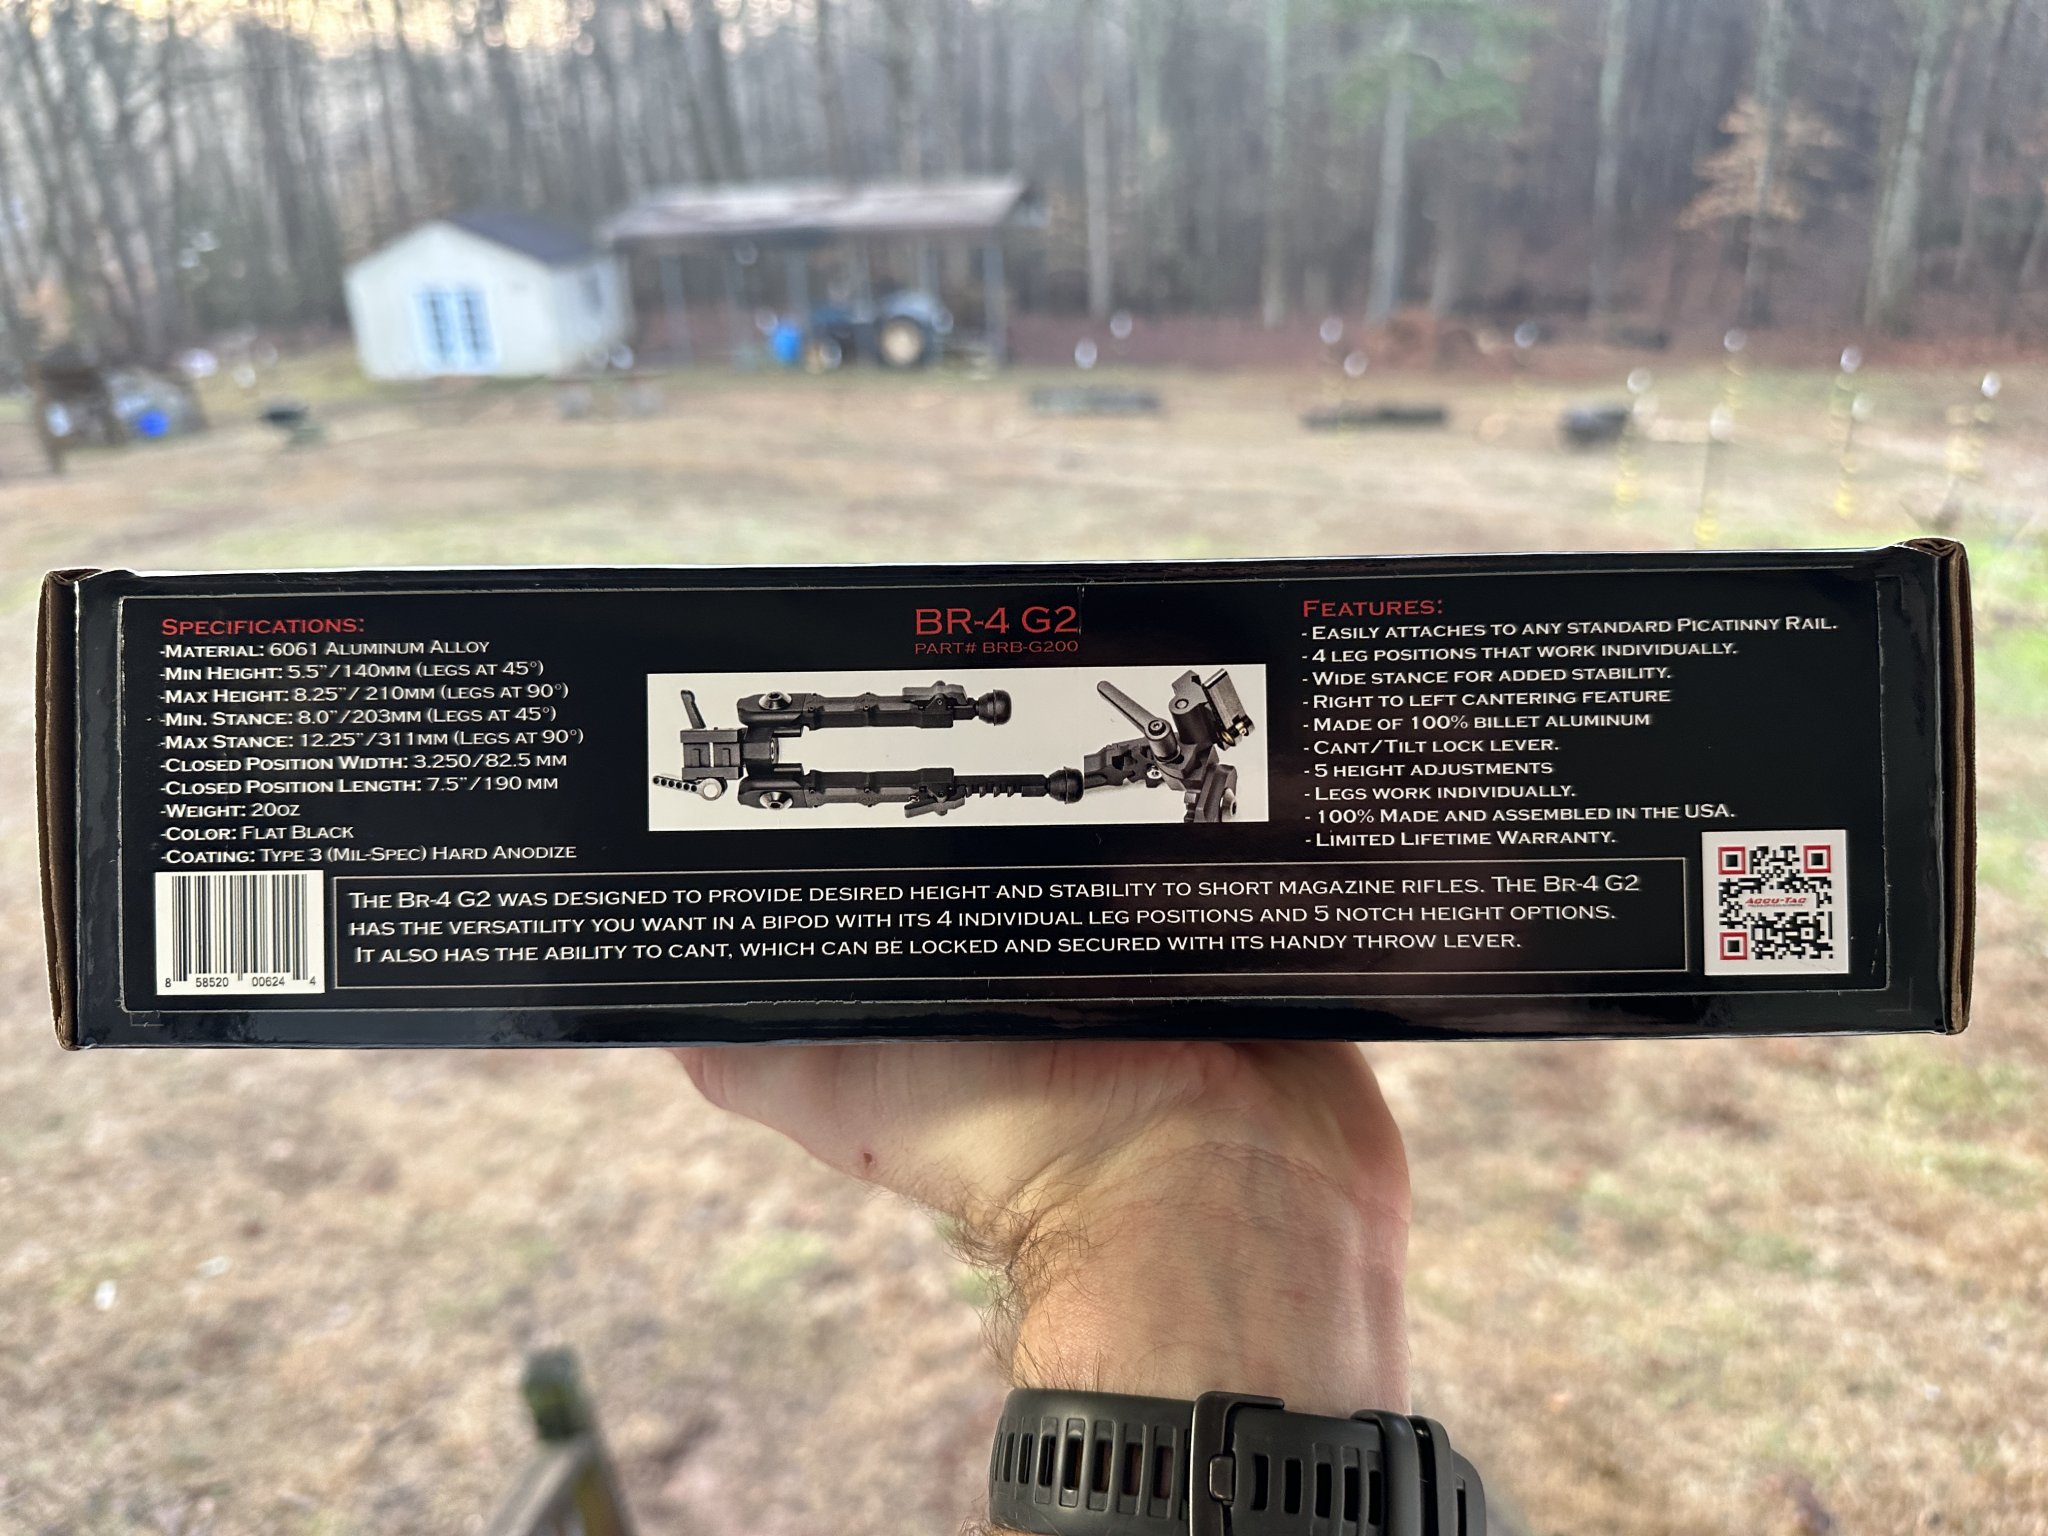 BR-4 G2
PART# BRB-G200
SPECIFICATIONS:
-MATERIAL: 6061 ALUMINUM ALLOY
-MIN HEIGHT: 5.5"/140MM (LEGS AT 45°)
-MAX HEIGHT: 8.25"/ 210MM (LEGS AT 90°)
-MIN. STANCE: 8.0"/203MM (LEGS AT 45°)
-MAX STANCE: 12.25"/311MM (LEGS AT 90°)
-CLOSED POSITION WIDTH: 3.250/82.5 MM
-CLOSED POSITION LENGTH: 7.5"/190 MM
-WEIGHT: 20OZ
-COLOR: FLAT BLACK
-COATING: TYPE 3 (MIL-SPEC) HARD ANODIZE
FEATURES:
- EASILY ATTACHES TO ANY STANDARD PICATINNY RAIL.
- 4 LEG POSITIONS THAT WORK INDIVIDUALLY.
- WIDE STANCE FOR ADDED STABILITY.
- RIGHT TO LEFT CANTERING FEATURE
- MADE OF 100% BILLET ALUMINUM
- CANT/TILT LOCK LEVER.
- 5 HEIGHT ADJUSTMENTS
- LEGS WORK INDIVIDUALLY.
- 100% MADE AND ASSEMBLED IN THE USA.
- LIMITED LIFETIME WARRANTY.
THE BR-4 G2 WAS DESIGNED TO PROVIDE DESIRED HEIGHT AND STABILITY TO SHORT MAGAZINE RIFLES. THE BR-4 G2
HAS THE VERSATILITY YOU WANT IN A BIPOD WITH ITS 4 INDIVIDUAL LEG POSITIONS AND 5 NOTCH HEIGHT OPTIONS.
IT ALSO HAS THE ABILITY TO CANT, WHICH CAN BE LOCKED AND SECURED WITH ITS HANDY THROW LEVER.
8 58520 00624 4
ACCU-TAC